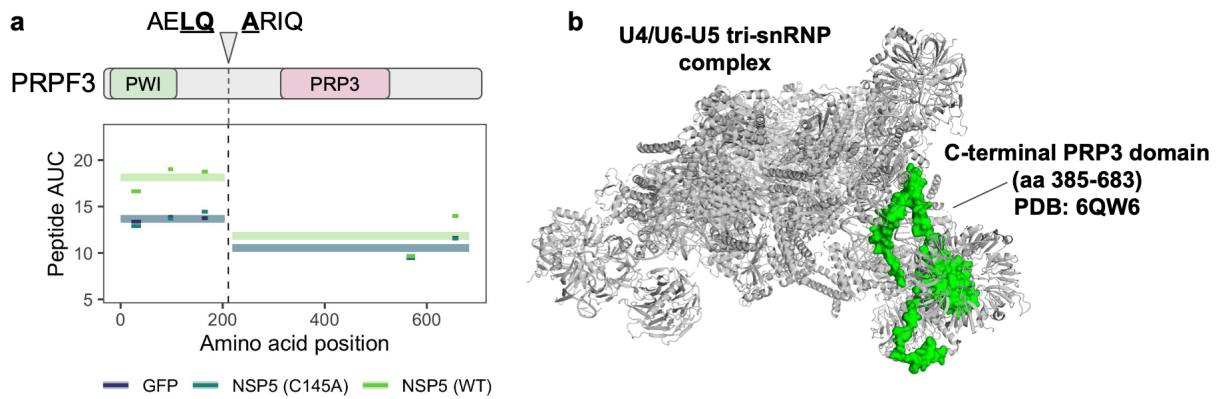 a
AELQ ARIQ
PRPF3
PWI
PRP3
Peptide AUC
20
15
10
5
0
200
400
600
Amino acid position
GFP
NSP5 (C145A)
NSP5 (WT)
b
U4/U6-U5 tri-snRNP
complex
C-terminal PRP3 domain
(aa 385-683)
PDB: 6QW6